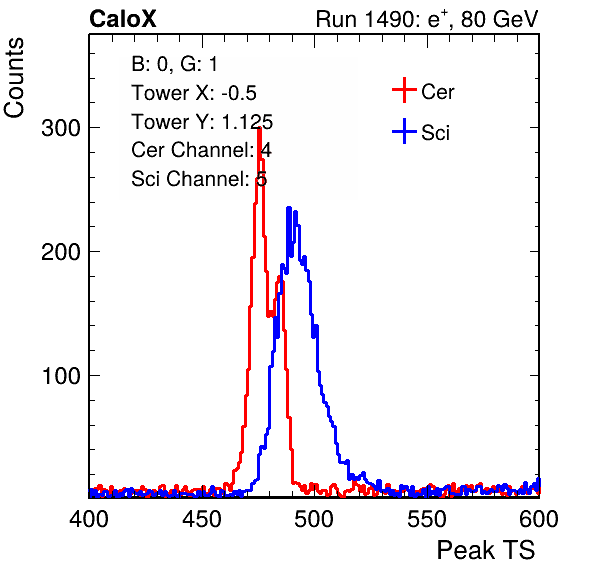 CaloX Run 1490: e⁺, 80 GeV
Counts
B: 0, G: 1
Tower X: -0.5
Tower Y: 1.125
Cer Channel: 4
Sci Channel: 5
Cer
Sci
300
200
100
400 450 500 550 600
Peak TS